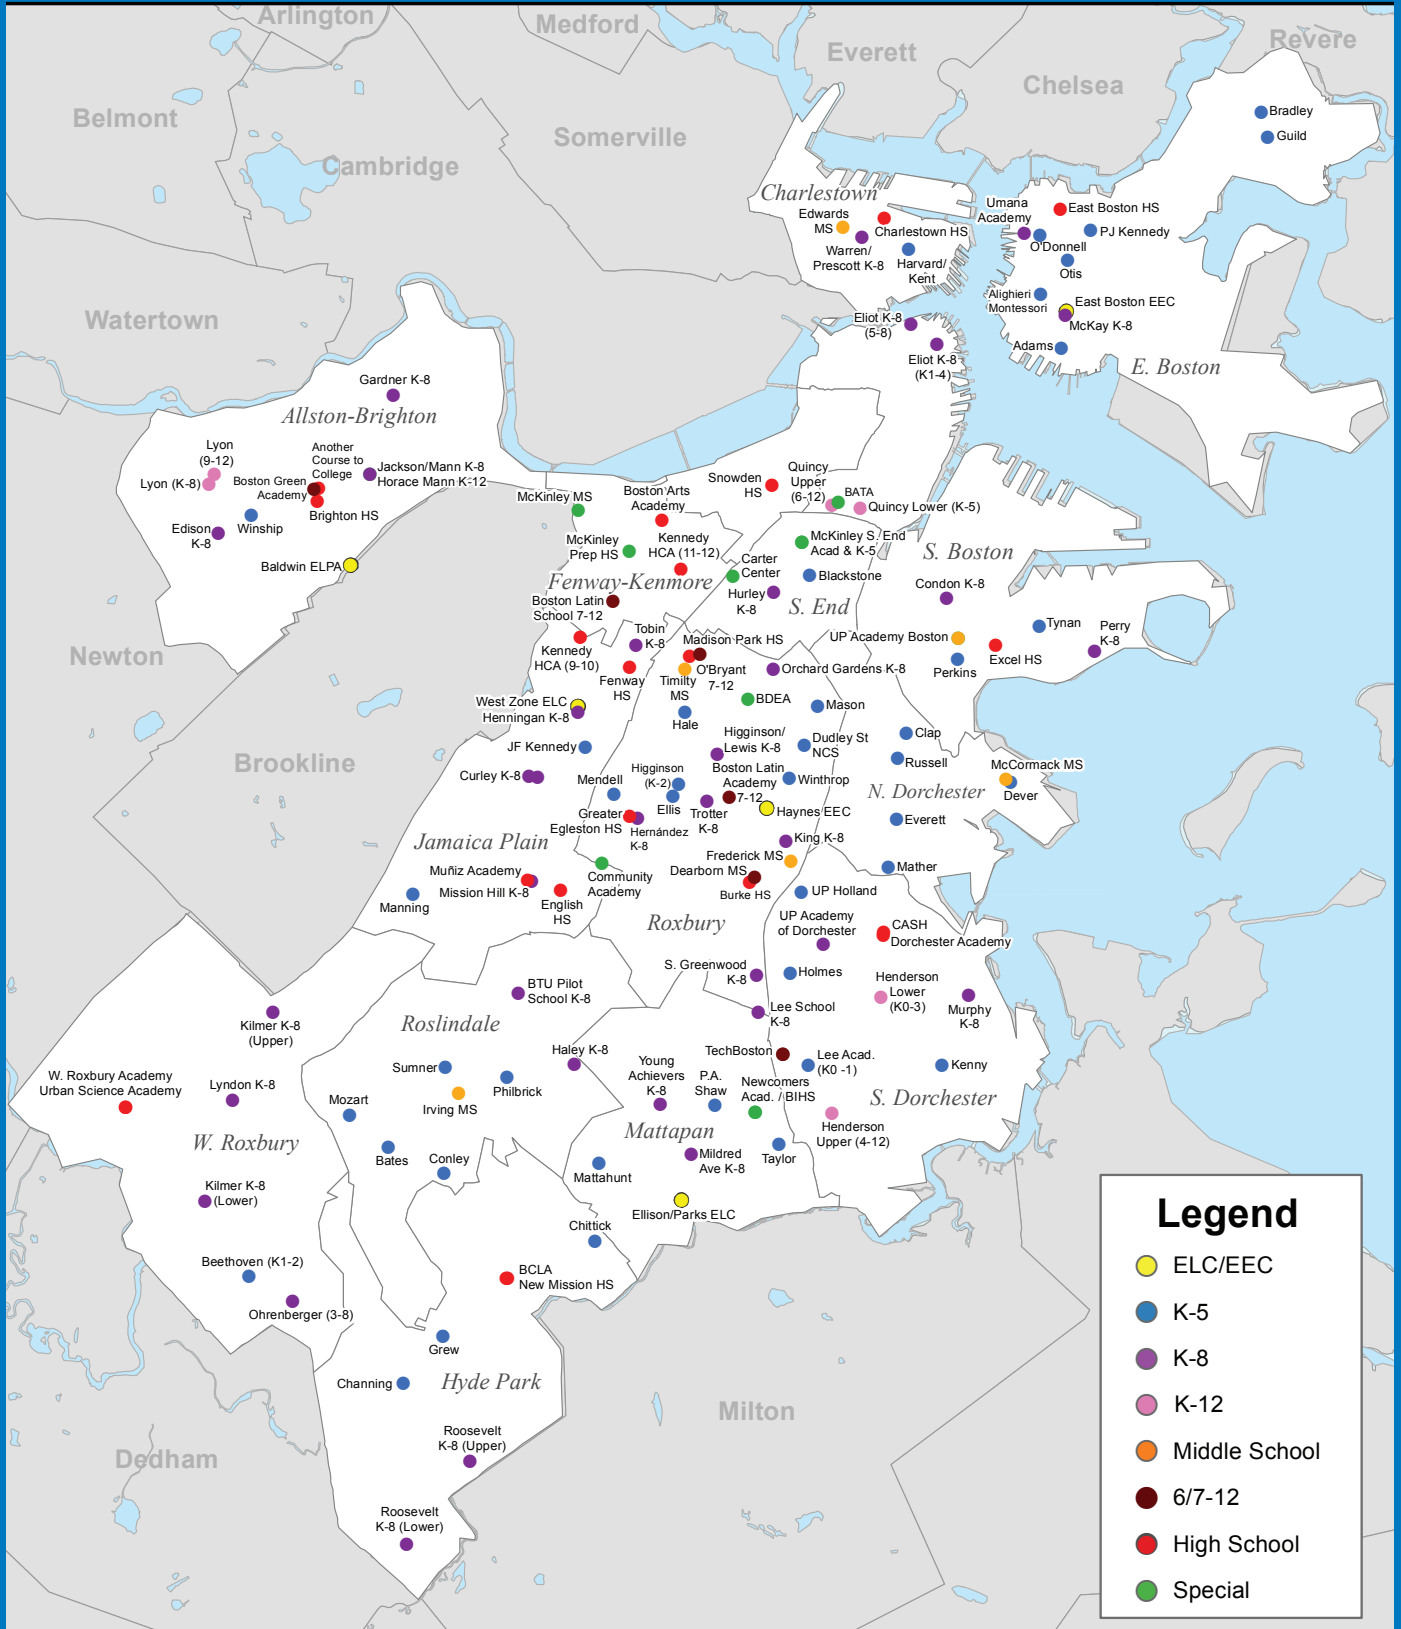 Arlington
Medford
Everett
Revere
Chelsea
Belmont
Somerville
Cambridge
Watertown
Newton
Brookline
Dedham
Milton
Bradley
Guild
Charlestown
Edwards
MS
Charlestown HS
Warren/
Prescott K-8
Harvard/
Kent
Umana
Academy
East Boston HS
PJ Kennedy
O'Donnell
Otis
Alighieri
Montessori
East Boston EEC
McKay K-8
Adams
E. Boston
Eliot K-8
(5-8)
Eliot K-8
(K1-4)
Gardner K-8
Allston-Brighton
Lyon
(9-12)
Lyon (K-8)
Another
Course to
College
Boston Green
Academy
Jackson/Mann K-8
Horace Mann K-12
Brighton HS
Winship
Edison
K-8
Baldwin ELPA
Snowden
HS
Quincy
Upper
(6-12)
BATA
Quincy Lower (K-5)
McKinley MS
Boston Arts
Academy
McKinley
Prep HS
Kennedy
HCA (11-12)
McKinley S. End
Acad & K-5
Carter
Center
Blackstone
Fenway-Kenmore
Hurley
K-8
S. End
Boston Latin
School 7-12
S. Boston
Condon K-8
UP Academy Boston
Tynan
Perry
K-8
Excel HS
Perkins
Kennedy
HCA (9-10)
Tobin
K-8
Fenway
HS
Madison Park HS
O'Bryant
7-12
Timilty
MS
Orchard Gardens K-8
BDEA
Hale
Mason
West Zone ELC
Henningan K-8
JF Kennedy
Curley K-8
Higginson/
Lewis K-8
Dudley St
NCS
Clap
Russell
McCormack MS
Dever
N. Dorchester
Everett
Mather
Mendell
Higginson
(K-2)
Ellis
Boston Latin
Academy
7-12
Winthrop
Trotter
K-8
Haynes EEC
Greater
Egleston HS
Hernández
K-8
King K-8
Jamaica Plain
Frederick MS
Dearborn MS
Burke HS
Muñiz Academy
Mission Hill K-8
English
HS
Community
Academy
Manning
UP Holland
Roxbury
UP Academy
of Dorchester
CASH
Dorchester Academy
S. Greenwood
K-8
Holmes
Henderson
Lower
(K0-3)
Murphy
K-8
Lee School
K-8
BTU Pilot
School K-8
Kilmer K-8
(Upper)
Roslindale
Haley K-8
Sumner
Philbrick
Irving MS
TechBoston
Lee Acad.
(K0 -1)
Kenny
Young
Achievers
K-8
P.A.
Shaw
Newcomers
Acad. / BIHS
S. Dorchester
Henderson
Upper (4-12)
W. Roxbury Academy
Urban Science Academy
Lyndon K-8
Mozart
W. Roxbury
Mattapan
Mildred
Ave K-8
Taylor
Bates
Conley
Mattahunt
Kilmer K-8
(Lower)
Ellison/Parks ELC
Chittick
Beethoven (K1-2)
BCLA
New Mission HS
Ohrenberger (3-8)
Grew
Channing
Hyde Park
Roosevelt
K-8 (Upper)
Roosevelt
K-8 (Lower)
Legend
ELC/EEC
K-5
K-8
K-12
Middle School
6/7-12
High School
Special